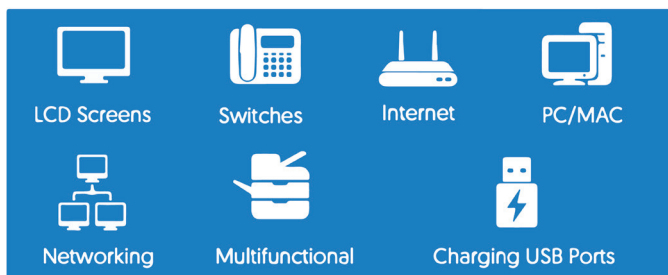 LCD Screens
Switches
Internet
PC/MAC
Networking
Multifunctional
Charging USB Ports